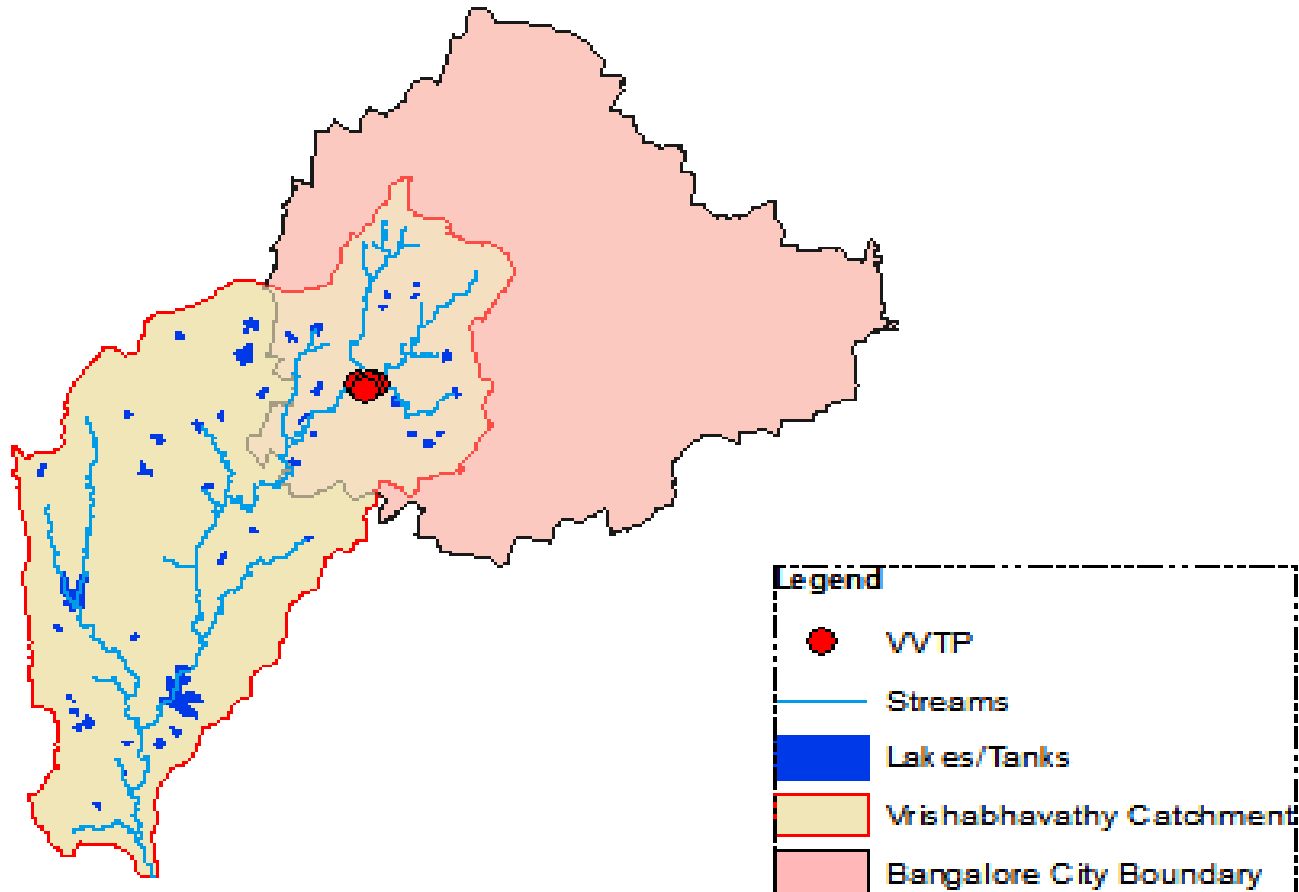 Legend
VVTP
Streams
Lakes/Tanks
Vrishabhavathy Catchment
Bangalore City Boundary